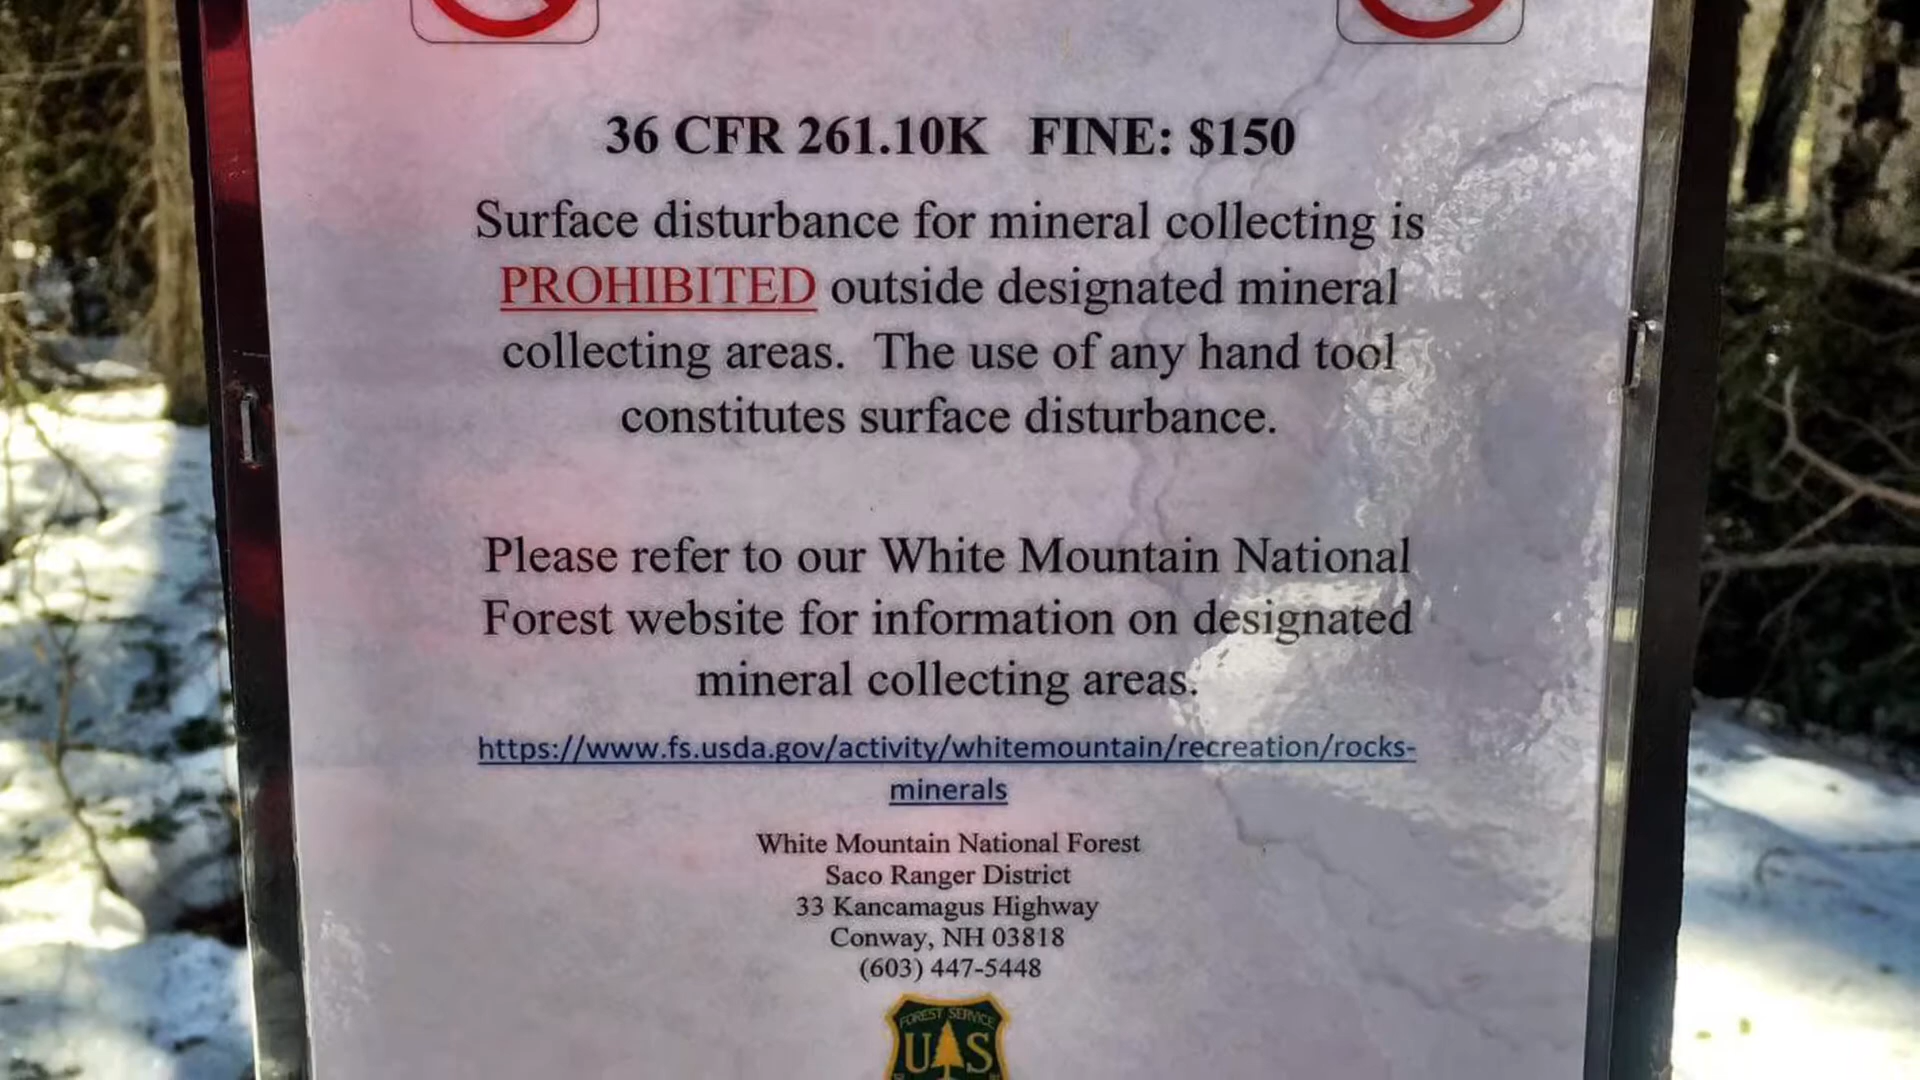 36 CFR 261.10K FINE: $150
Surface disturbance for mineral collecting is
PROHIBITED outside designated mineral
collecting areas. The use of any hand tool
constitutes surface disturbance.
Please refer to our White Mountain National
Forest website for information on designated
mineral collecting areas.
https://www.fs.usda.gov/activity/whitemountain/recreation/rocks-
minerals
White Mountain National Forest
Saco Ranger District
33 Kancamagus Highway
Conway, NH 03818
(603) 447-5448
FOREST SERVICE
US